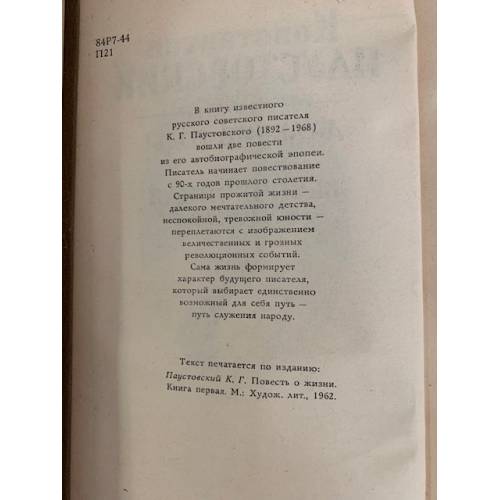 84Р7-44
П21
В книгу известного
русского советского писателя
К. Г. Паустовского (1892 — 1968)
вошли две повести
из его автобиографической эпопеи.
Писатель начинает повествование
с 90-х годов прошлого столетия.
Страницы прожитой жизни —
далекого мечтательного детства,
неспокойной, тревожной юности —
переплетаются с изображением
величественных и грозных
революционных событий.
Сама жизнь формирует
характер будущего писателя,
который выбирает единственно
возможный для себя путь —
путь служения народу.
Текст печатается по изданию:
Паустовский К. Г. Повесть о жизни.
Книга первая. М.: Худож. лит., 1962.